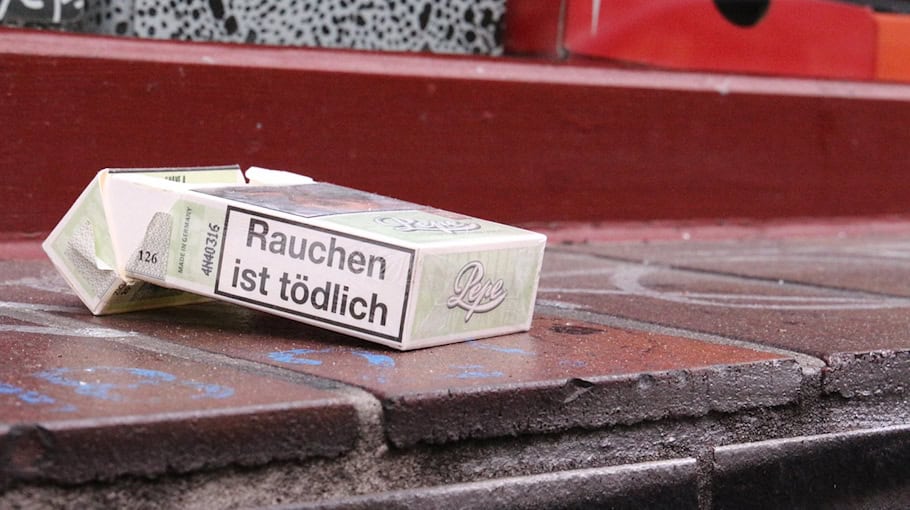 126
MADE IN GERMANY
4H40316
Rauchen
ist tödlich
Pepe
Pepe